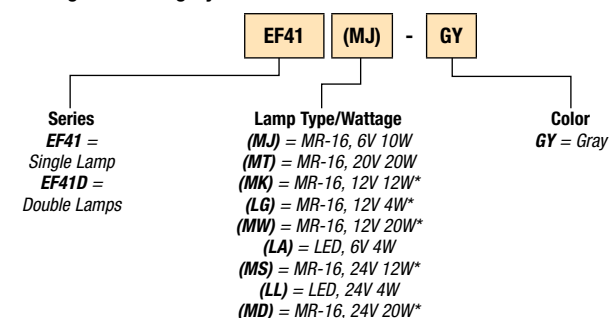 EF41 (MJ) - GY
Series
EF41 =
Single Lamp
EF41D =
Double Lamps
Lamp Type/Wattage
(MJ) = MR-16, 6V 10W
(MT) = MR-16, 20V 20W
(MK) = MR-16, 12V 12W*
(LG) = MR-16, 12V 4W*
(MW) = MR-16, 12V 20W*
(LA) = LED, 6V 4W
(MS) = MR-16, 24V 12W*
(LL) = LED, 24V 4W
(MD) = MR-16, 24V 20W*
Color
GY = Gray